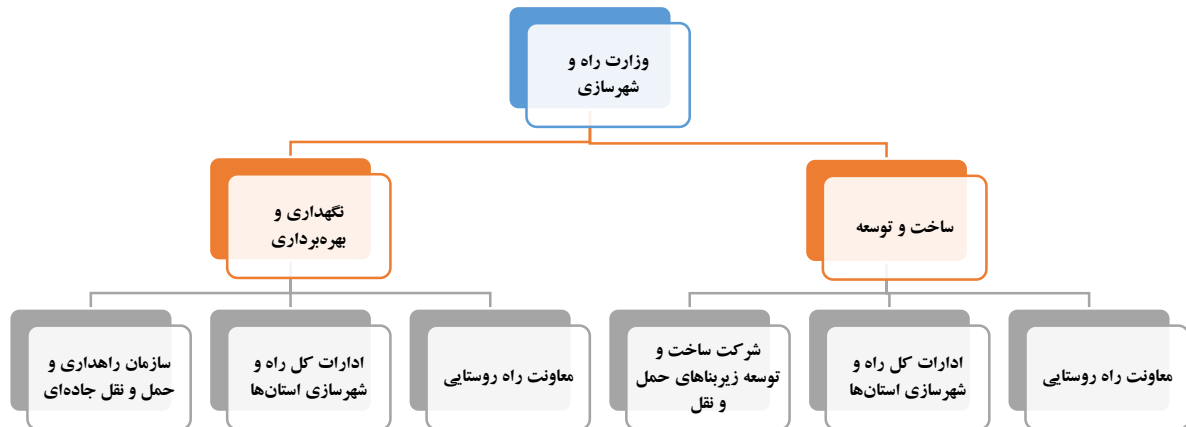 وزارت راه و
شهرسازی
ساخت و توسعه
نگهداری و
بهره‌برداری
معاونت راه روستایی
ادارات کل راه و
شهرسازی استان‌ها
شرکت ساخت و
توسعه زیربناهای حمل
و نقل
معاونت راه روستایی
ادارات کل راه و
شهرسازی استان‌ها
سازمان راهداری و
حمل و نقل جاده‌ای